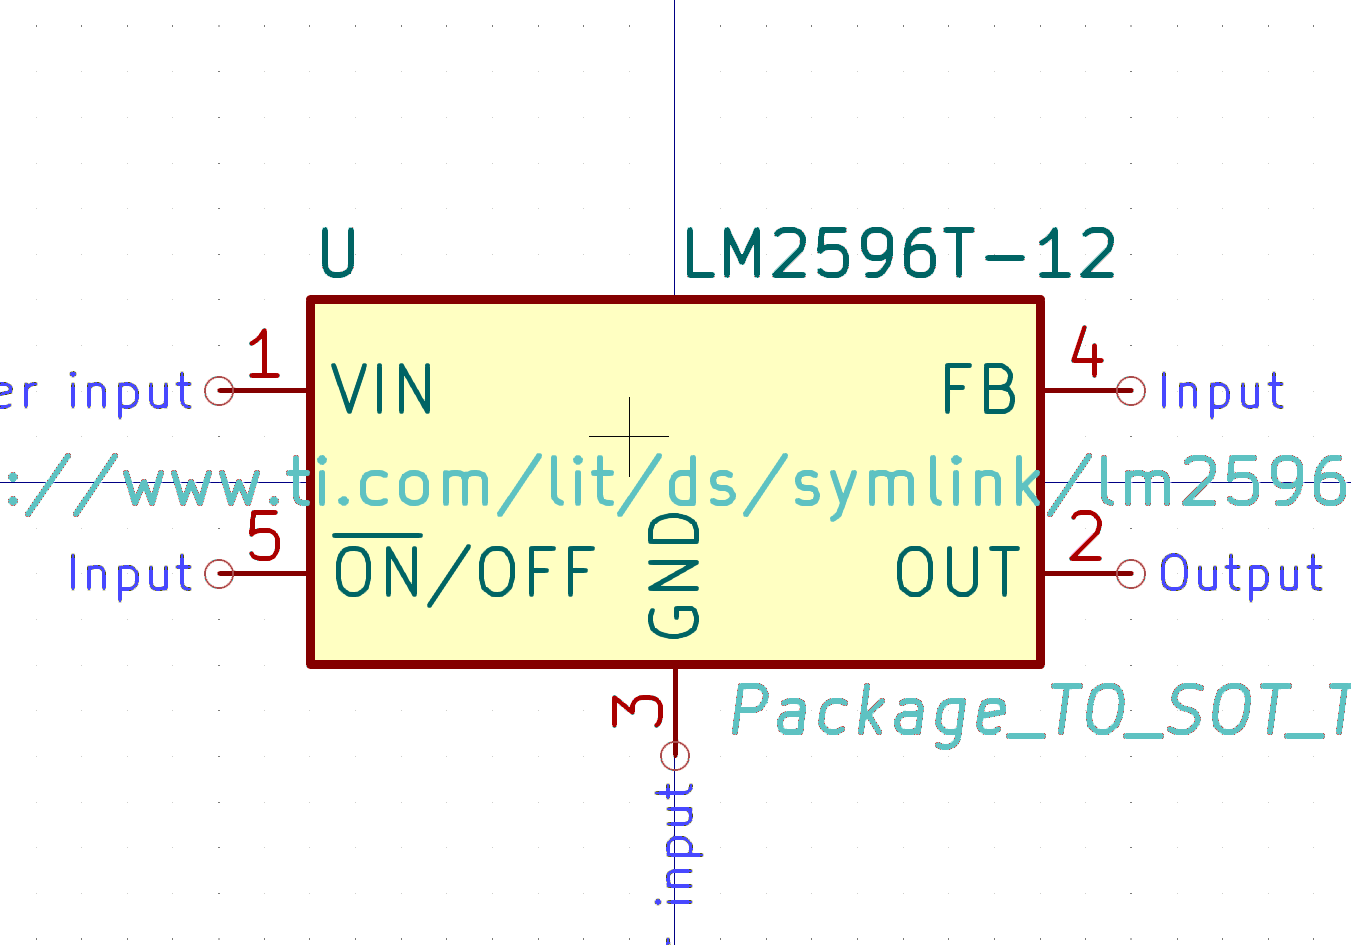 U LM2596T-12
1 4
er input VIN FB Input
://www.ti.com/lit/ds/symlink/lm2596
5 2
Input ON/OFF OUT Output
GND
3
Package_TO_SOT_T
input